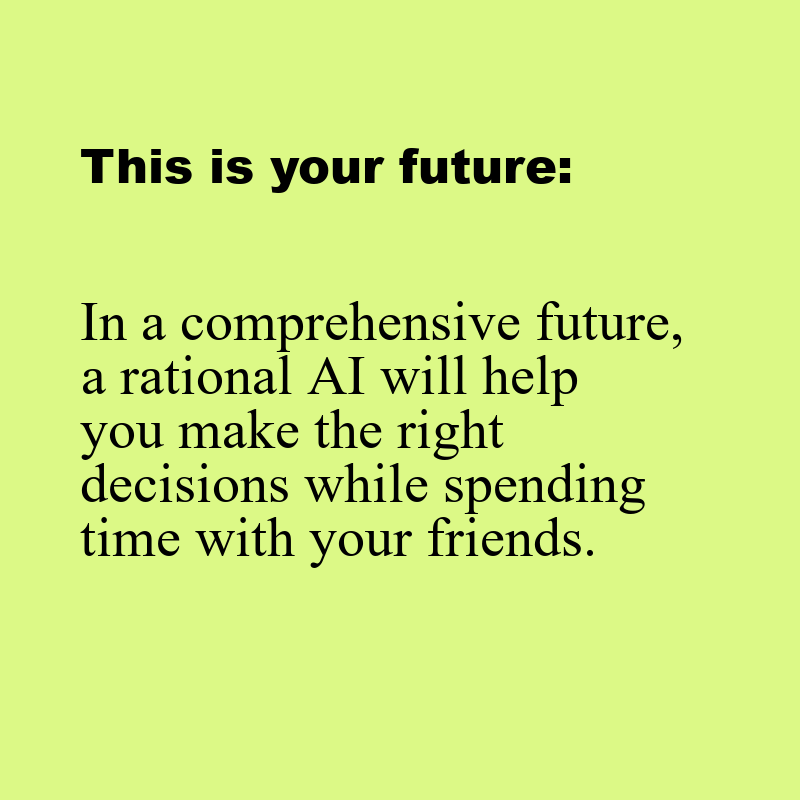 This is your future:
In a comprehensive future,
a rational AI will help
you make the right
decisions while spending
time with your friends.